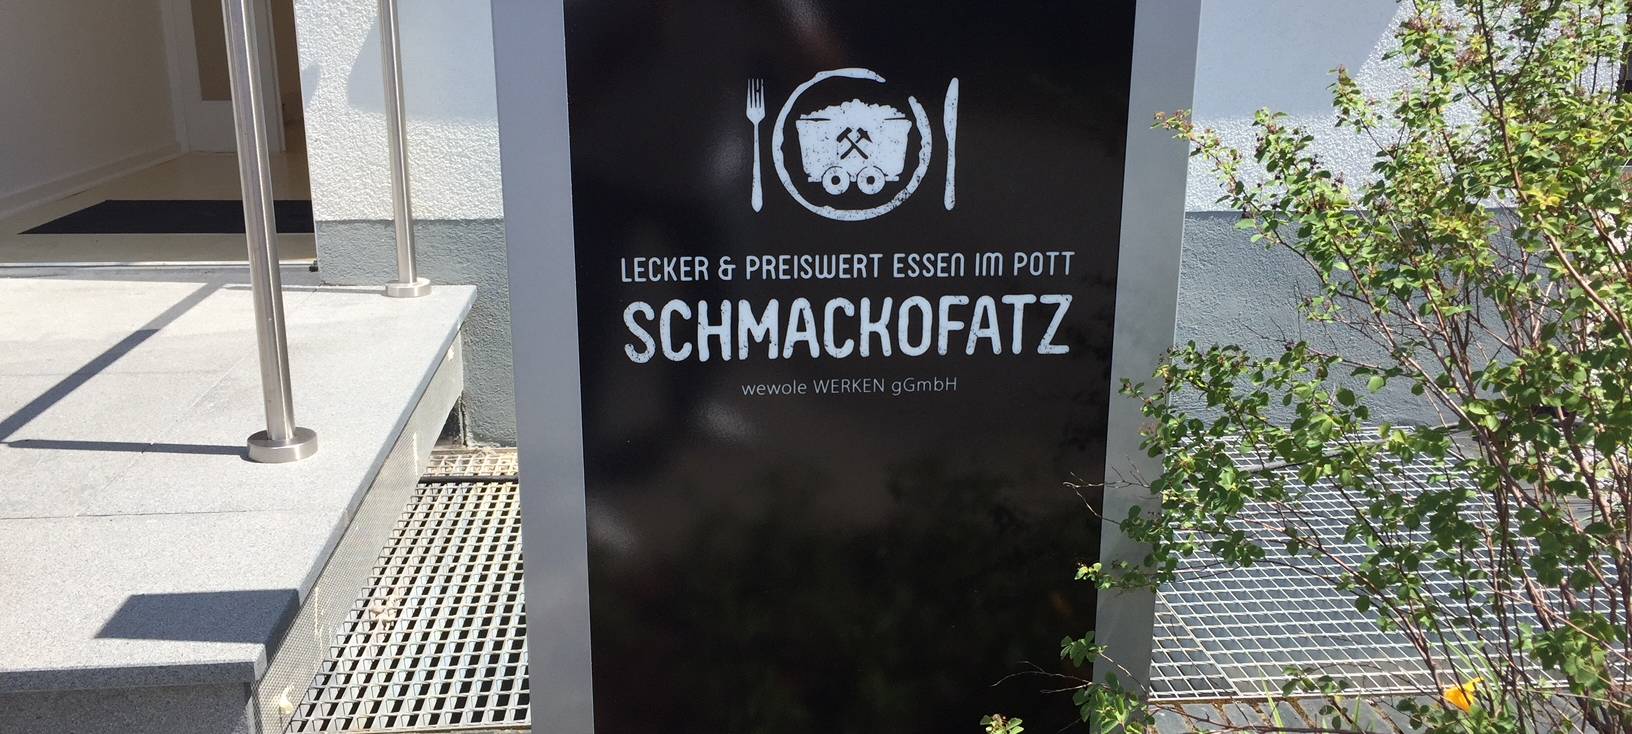 LECKER & PREISWERT ESSEN IM POTT
SCHMACKOFATZ
wewole WERKEN gGmbH